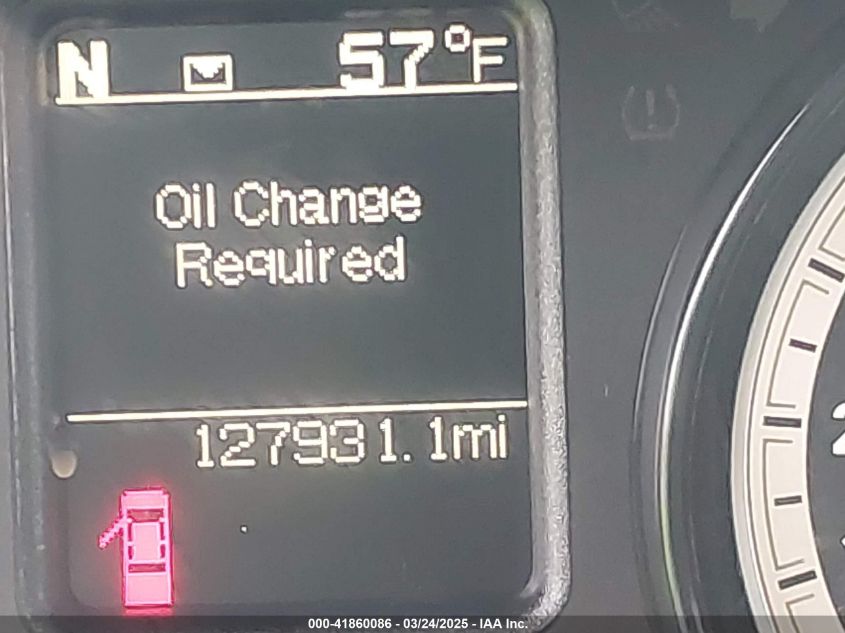 N 57°F
Oil Change
Required
127931.1mi
000-41860086 - 03/24/2025 - IAA Inc.